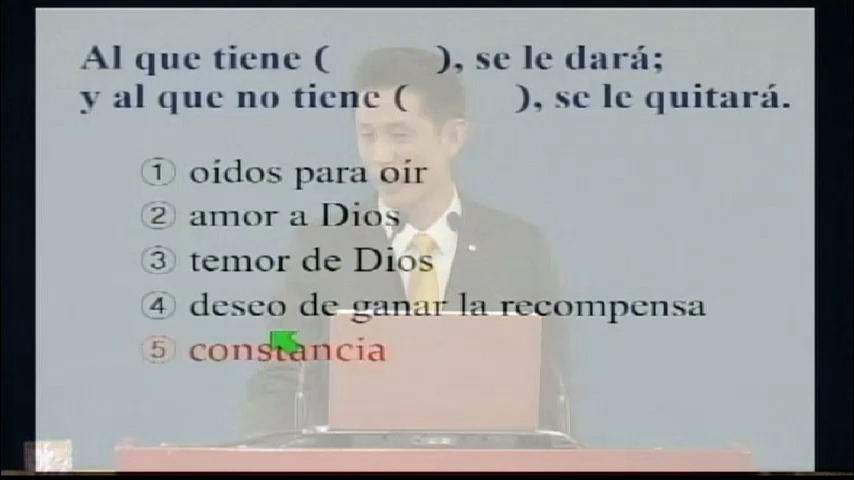 Al que tiene ( ), se le dará;
y al que no tiene ( ), se le quitará.
① oídos para oír
② amor a Dios
③ temor de Dios
④ deseo de ganar la recompensa
⑤ constancia